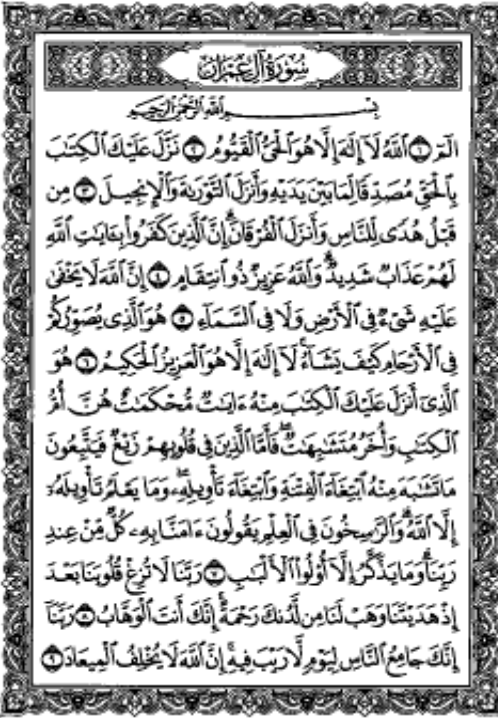 سُورَةُ آلِ عِمْرَانَ
بِسْمِ ٱللَّهِ ٱلرَّحْمَٰنِ ٱلرَّحِيمِ
الٓمٓ ۝١ ٱللَّهُ لَآ إِلَٰهَ إِلَّا هُوَ ٱلْحَىُّ ٱلْقَيُّومُ ۝٢ نَزَّلَ عَلَيْكَ ٱلْكِتَٰبَ
بِٱلْحَقِّ مُصَدِّقًا لِّمَا بَيْنَ يَدَيْهِ وَأَنزَلَ ٱلتَّوْرَىٰةَ وَٱلْإِنجِيلَ ۝٣ مِن
قَبْلُ هُدًى لِّلنَّاسِ وَأَنزَلَ ٱلْفُرْقَانَ ۗ إِنَّ ٱلَّذِينَ كَفَرُوا۟ بِـَٔايَٰتِ ٱللَّهِ
لَهُمْ عَذَابٌ شَدِيدٌ ۗ وَٱللَّهُ عَزِيزٌ ذُو ٱنتِقَامٍ ۝٤ إِنَّ ٱللَّهَ لَا يَخْفَىٰ
عَلَيْهِ شَىْءٌ فِى ٱلْأَرْضِ وَلَا فِى ٱلسَّمَآءِ ۝٥ هُوَ ٱلَّذِى يُصَوِّرُكُمْ
فِى ٱلْأَرْحَامِ كَيْفَ يَشَآءُ ۚ لَآ إِلَٰهَ إِلَّا هُوَ ٱلْعَزِيزُ ٱلْحَكِيمُ ۝٦ هُوَ
ٱلَّذِىٓ أَنزَلَ عَلَيْكَ ٱلْكِتَٰبَ مِنْهُ ءَايَٰتٌ مُّحْكَمَٰتٌ هُنَّ أُمُّ
ٱلْكِتَٰبِ وَأُخَرُ مُتَشَٰبِهَٰتٌ ۖ فَأَمَّا ٱلَّذِينَ فِى قُلُوبِهِمْ زَيْغٌ فَيَتَّبِعُونَ
مَا تَشَٰبَهَ مِنْهُ ٱبْتِغَآءَ ٱلْفِتْنَةِ وَٱبْتِغَآءَ تَأْوِيلِهِۦ ۗ وَمَا يَعْلَمُ تَأْوِيلَهُۥٓ
إِلَّا ٱللَّهُ ۗ وَٱلرَّٰسِخُونَ فِى ٱلْعِلْمِ يَقُولُونَ ءَامَنَّا بِهِۦ كُلٌّ مِّنْ عِندِ
رَبِّنَا ۗ وَمَا يَذَّكَّرُ إِلَّآ أُو۟لُوا۟ ٱلْأَلْبَٰبِ ۝٧ رَبَّنَا لَا تُزِغْ قُلُوبَنَا بَعْدَ
إِذْ هَدَيْتَنَا وَهَبْ لَنَا مِن لَّدُنكَ رَحْمَةً ۚ إِنَّكَ أَنتَ ٱلْوَهَّابُ ۝٨ رَبَّنَآ
إِنَّكَ جَامِعُ ٱلنَّاسِ لِيَوْمٍ لَّا رَيْبَ فِيهِ ۚ إِنَّ ٱللَّهَ لَا يُخْلِفُ ٱلْمِيعَادَ ۝٩